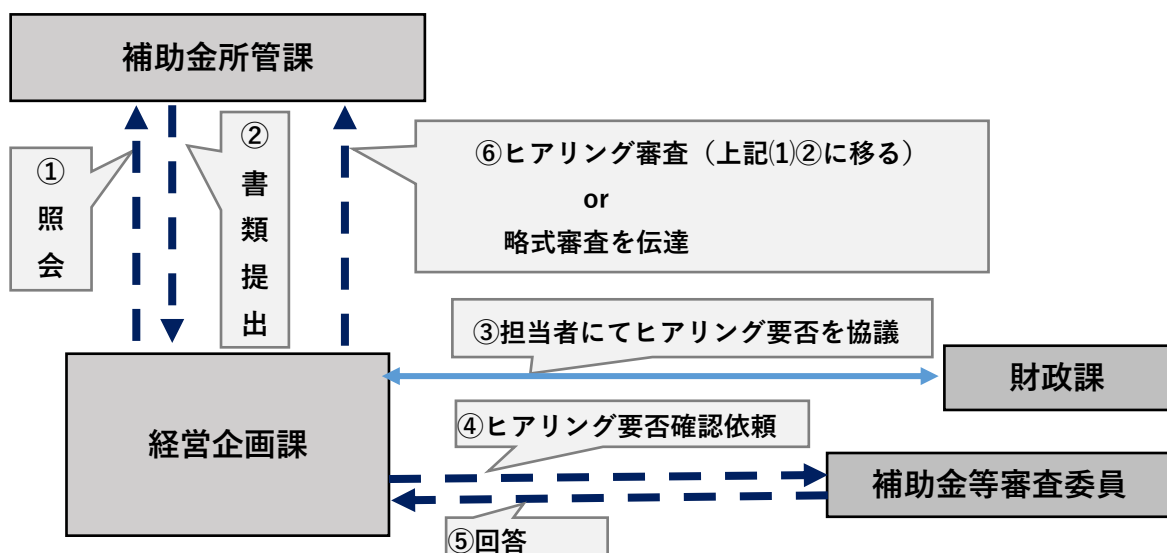 補助金所管課
①照会
②書類提出
⑥ヒアリング審査（上記⑴②に移る）
or
略式審査を伝達
③担当者にてヒアリング要否を協議
財政課
経営企画課
④ヒアリング要否確認依頼
補助金等審査委員
⑤回答